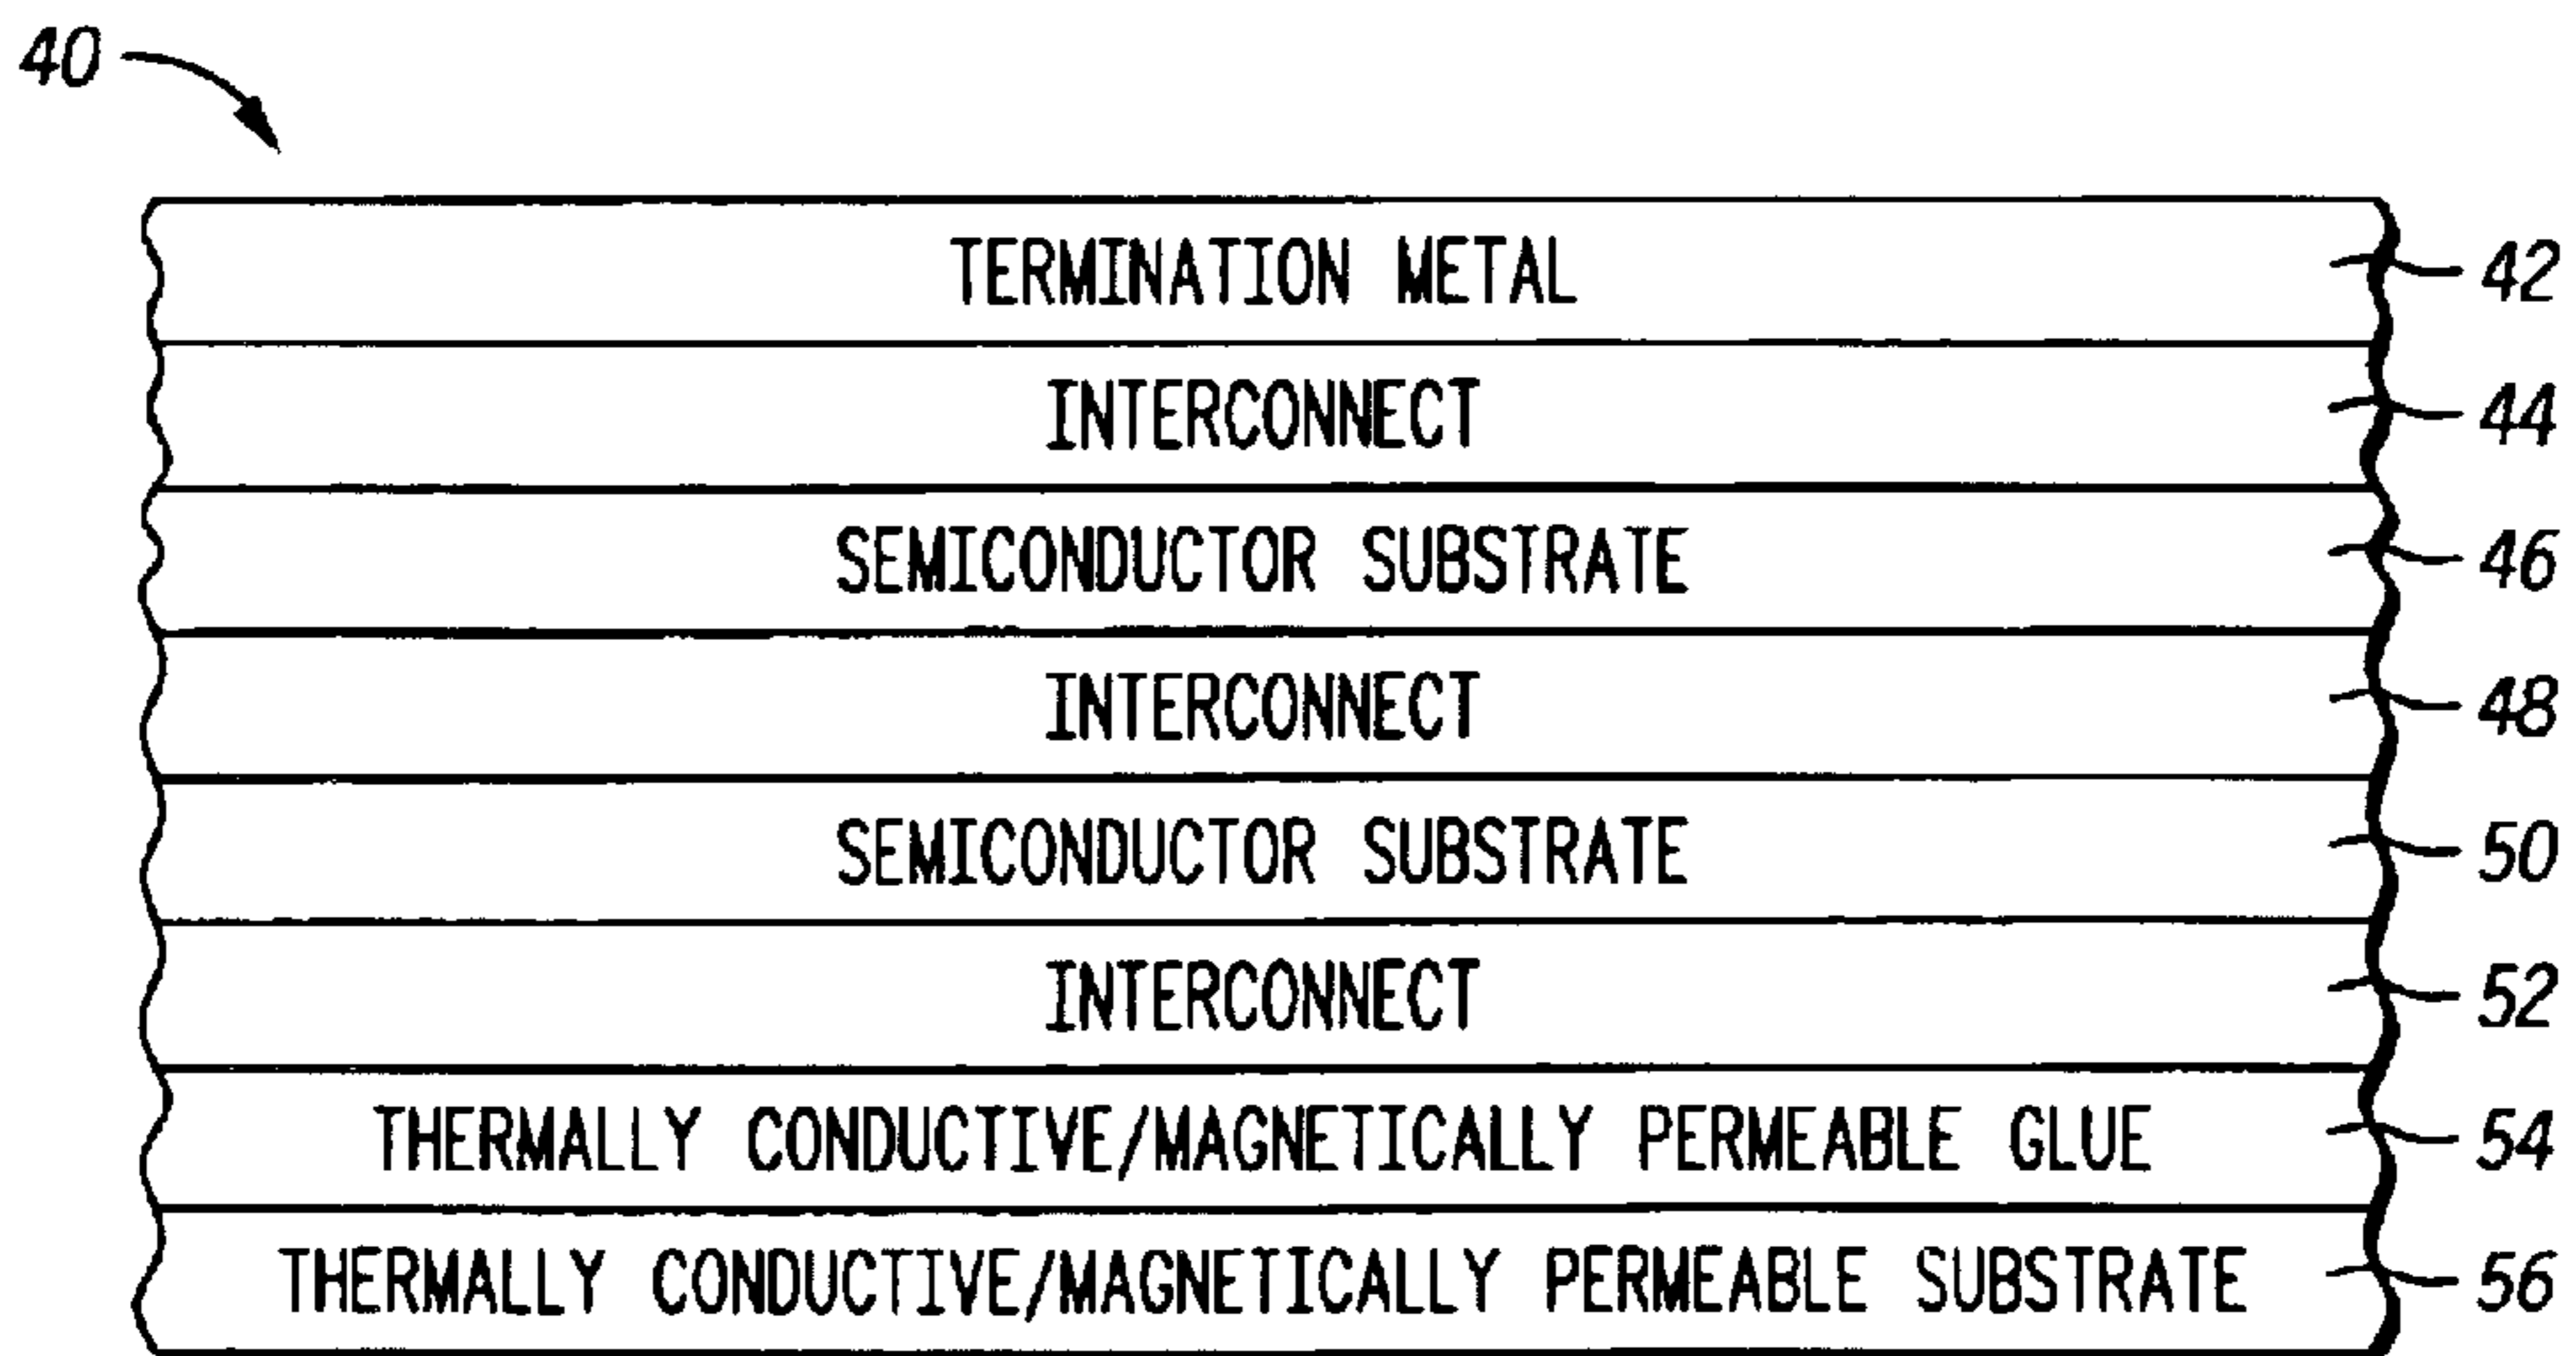 40
TERMINATION METAL 42
INTERCONNECT 44
SEMICONDUCTOR SUBSTRATE 46
INTERCONNECT 48
SEMICONDUCTOR SUBSTRATE 50
INTERCONNECT 52
THERMALLY CONDUCTIVE/MAGNETICALLY PERMEABLE GLUE 54
THERMALLY CONDUCTIVE/MAGNETICALLY PERMEABLE SUBSTRATE 56